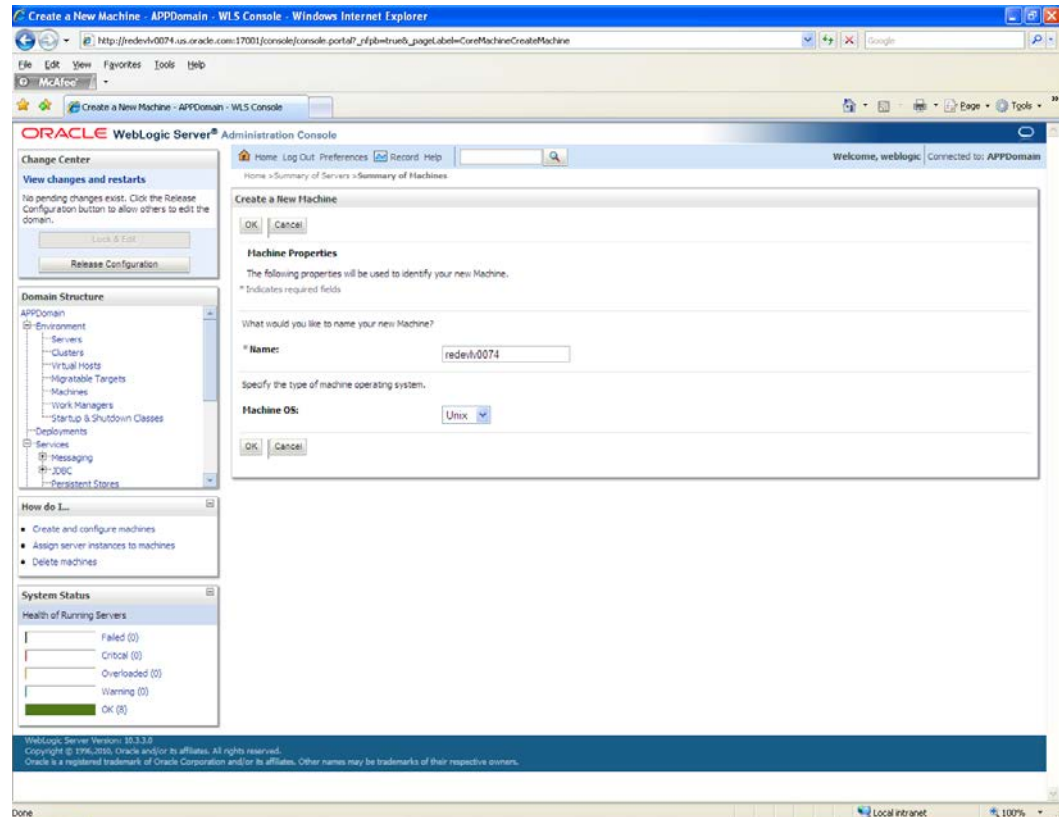 Create a New Machine - APPDomain - WLS Console - Windows Internet Explorer
http://redevlv0074.us.oracle.com:17001/console/console.portal?_nfpb=true&_pageLabel=CoreMachineCreateMachine
Google
File Edit View Favorites Tools Help
McAfee
Create a New Machine - APPDomain - WLS Console
Page Tools
ORACLE WebLogic Server® Administration Console
Change Center
View changes and restarts
No pending changes exist. Click the Release
Configuration button to allow others to edit the
domain.
Lock & Edit
Release Configuration
Domain Structure
APPDomain
Environment
Servers
Clusters
Virtual Hosts
Migratable Targets
Machines
Work Managers
Startup & Shutdown Classes
Deployments
Services
Messaging
JDBC
Persistent Stores
How do I...
Create and configure machines
Assign server instances to machines
Delete machines
System Status
Health of Running Servers
Failed (0)
Critical (0)
Overloaded (0)
Warning (0)
OK (8)
Home Log Out Preferences Record Help
Welcome, weblogic Connected to: APPDomain
Home >Summary of Servers >Summary of Machines
Create a New Machine
OK Cancel
Machine Properties
The following properties will be used to identify your new Machine.
* Indicates required fields
What would you like to name your new Machine?
* Name: redevlv0074
Specify the type of machine operating system.
Machine OS: Unix
OK Cancel
WebLogic Server Version: 10.3.3.0
Copyright © 1996,2010, Oracle and/or its affiliates. All rights reserved.
Oracle is a registered trademark of Oracle Corporation and/or its affiliates. Other names may be trademarks of their respective owners.
Done
Local intranet
100%